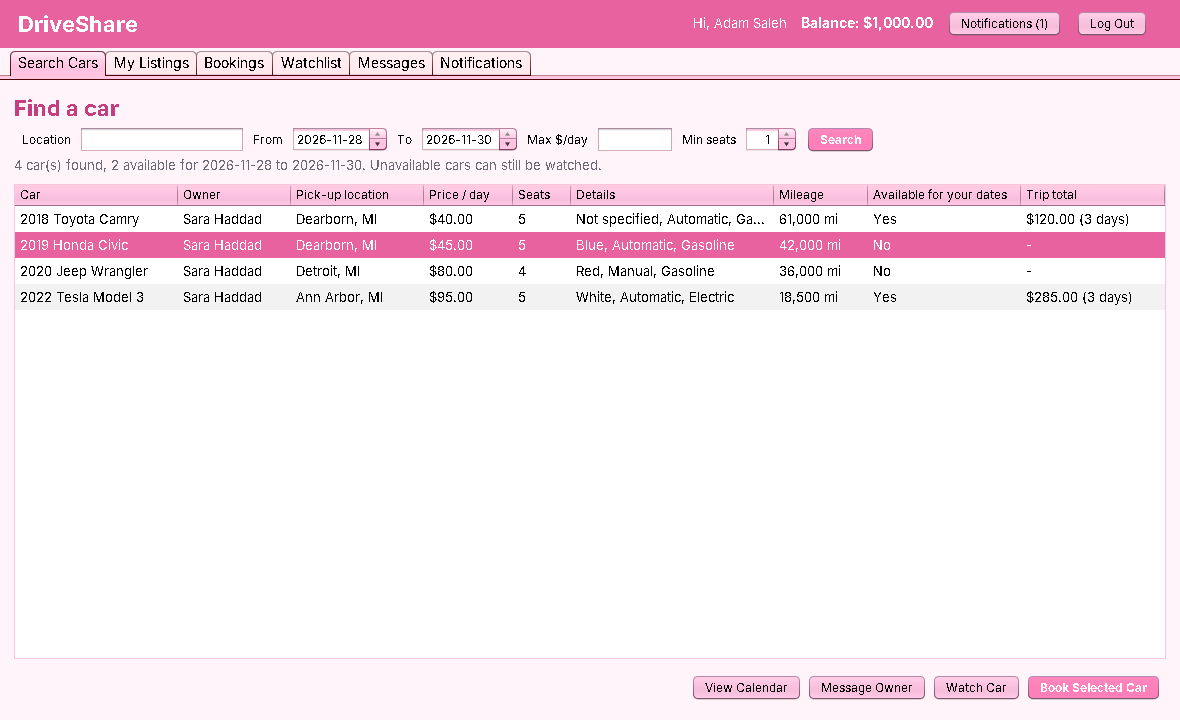 DriveShare
Hi, Adam Saleh Balance: $1,000.00 Notifications (1) Log Out
Search Cars My Listings Bookings Watchlist Messages Notifications
Find a car
Location From 2026-11-28 To 2026-11-30 Max $/day Min seats 1 Search
4 car(s) found, 2 available for 2026-11-28 to 2026-11-30. Unavailable cars can still be watched.
Car Owner Pick-up location Price / day Seats Details Mileage Available for your dates Trip total
2018 Toyota Camry Sara Haddad Dearborn, MI $40.00 5 Not specified, Automatic, Ga... 61,000 mi Yes $120.00 (3 days)
2019 Honda Civic Sara Haddad Dearborn, MI $45.00 5 Blue, Automatic, Gasoline 42,000 mi No -
2020 Jeep Wrangler Sara Haddad Detroit, MI $80.00 4 Red, Manual, Gasoline 36,000 mi No -
2022 Tesla Model 3 Sara Haddad Ann Arbor, MI $95.00 5 White, Automatic, Electric 18,500 mi Yes $285.00 (3 days)
View Calendar Message Owner Watch Car Book Selected Car